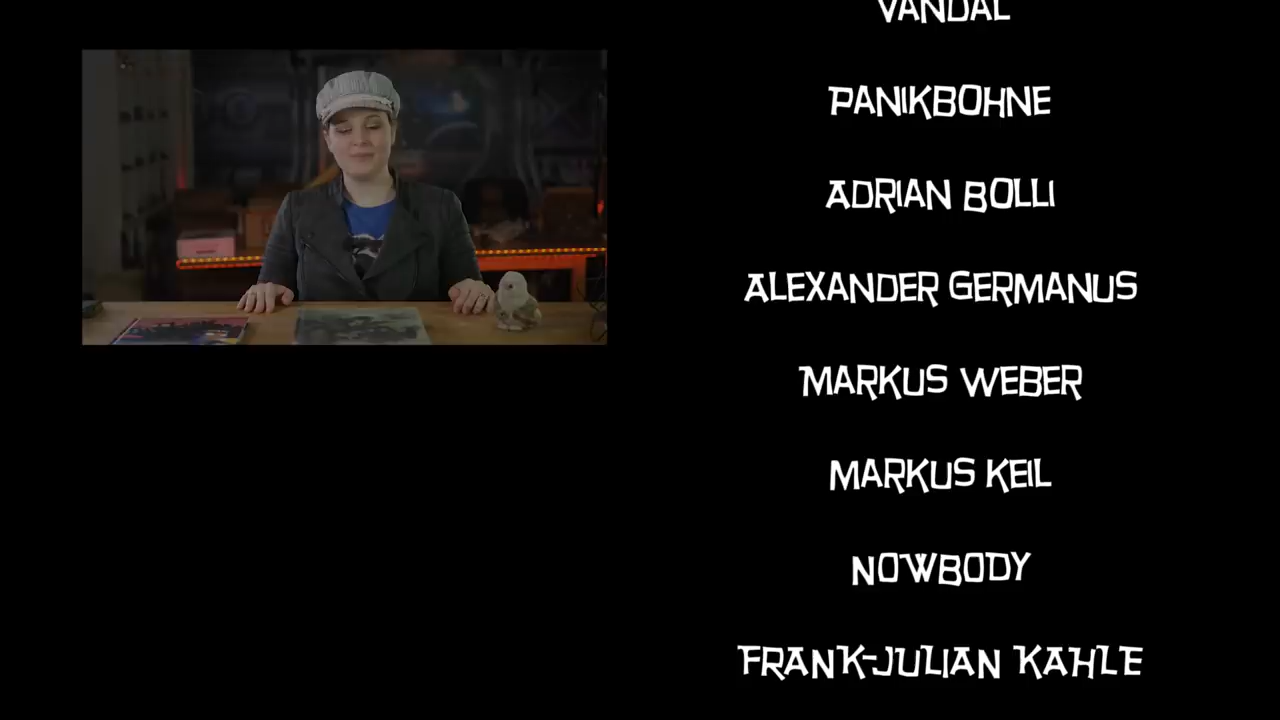 VANDAL
PANIKBOHNE
ADRIAN BOLLI
ALEXANDER GERMANUS
MARKUS WEBER
MARKUS KEIL
NOWBODY
FRANK-JULIAN KAHLE